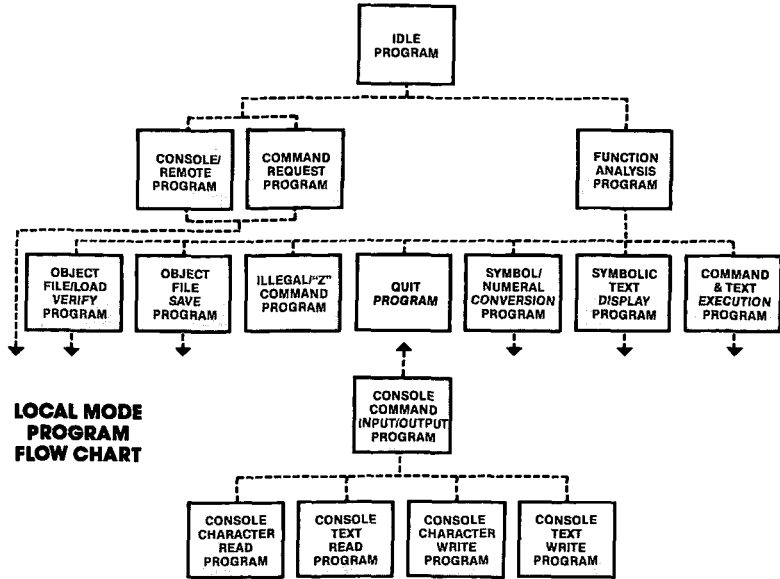 IDLE
PROGRAM
CONSOLE/
REMOTE
PROGRAM
COMMAND
REQUEST
PROGRAM
FUNCTION
ANALYSIS
PROGRAM
OBJECT
FILE/LOAD
VERIFY
PROGRAM
OBJECT
FILE
SAVE
PROGRAM
ILLEGAL/"Z"
COMMAND
PROGRAM
QUIT
PROGRAM
SYMBOL/
NUMERAL
CONVERSION
PROGRAM
SYMBOLIC
TEXT
DISPLAY
PROGRAM
COMMAND
& TEXT
EXECUTION
PROGRAM
LOCAL MODE
PROGRAM
FLOW CHART
CONSOLE
COMMAND
INPUT/OUTPUT
PROGRAM
CONSOLE
CHARACTER
READ
PROGRAM
CONSOLE
TEXT
READ
PROGRAM
CONSOLE
CHARACTER
WRITE
PROGRAM
CONSOLE
TEXT
WRITE
PROGRAM